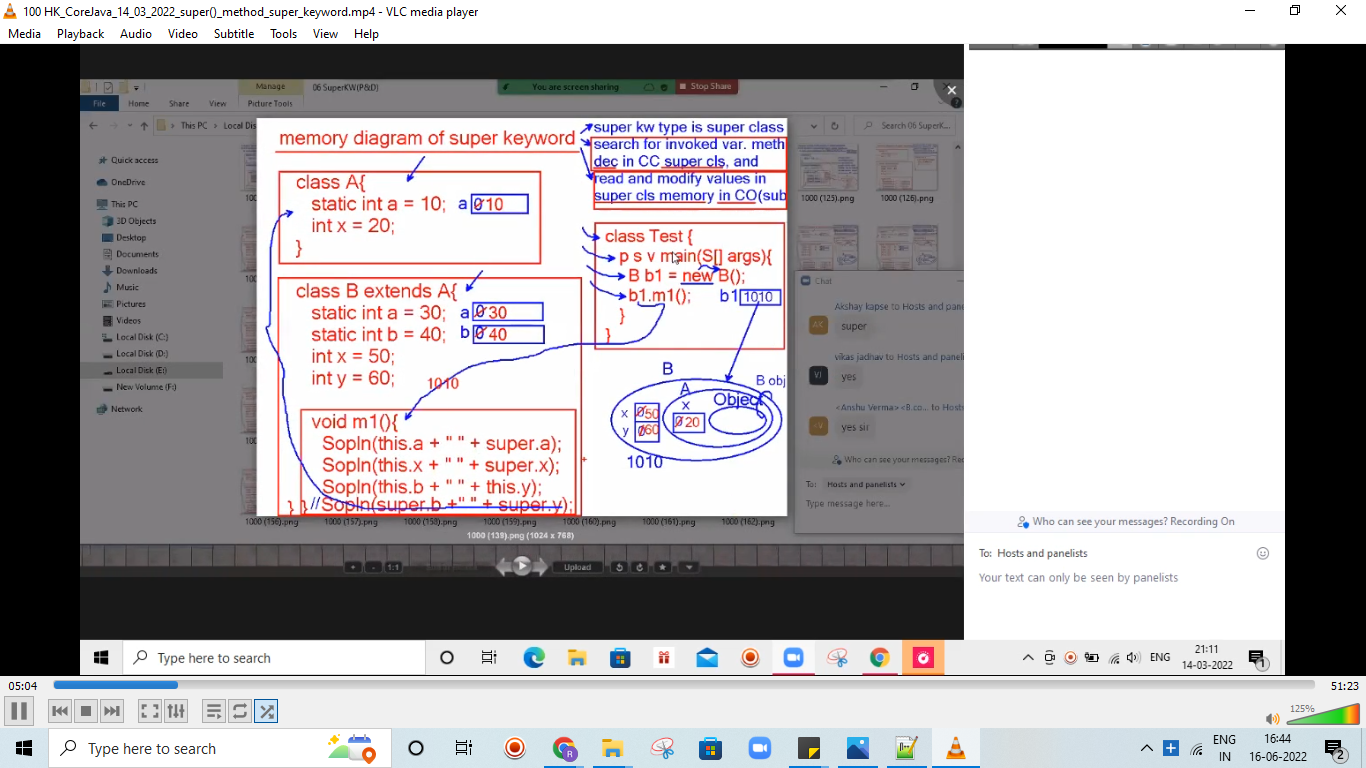 100 HK_CoreJava_14_03_2022_super()_method_super_keyword.mp4 - VLC media player
Media Playback Audio Video Subtitle Tools View Help
Manage
06 SuperKW(P&D)
You are screen sharing
Stop Share
File Home Share View Picture Tools
This PC Local Dis
Search 06 SuperK...
Quick access
OneDrive
This PC
3D Objects
Desktop
Documents
Downloads
Music
Pictures
Videos
Local Disk (C:)
Local Disk (D:)
Local Disk (E:)
New Volume (F:)
Network
memory diagram of super keyword
super kw type is super class
search for invoked var. meth
dec in CC super cls, and
read and modify values in
super cls memory in CO(sub
class A{
static int a = 10; a 0 10
int x = 20;
}
class B extends A{
static int a = 30; a 0 30
static int b = 40; b 0 40
int x = 50;
int y = 60;
1010
void m1(){
Sopln(this.a + " " + super.a);
Sopln(this.x + " " + super.x);
Sopln(this.b + " " + this.y);
} } //Sopln(super.b +" " + super.y);
class Test {
p s v main(S[] args){
B b1 = new B();
b1.m1(); b1 1010
}
}
B
B obj
A
Object
x
x 0 50
0 20
y 0 60
1010
1000 (125).png 1000 (126).png
Chat
Akshay kapse to Hosts and pane
AK super
vikas jadhav to Hosts and paneli
VJ yes
<Anshu Verma> <B.co... to Hosts
<V yes sir
Who can see your messages? Rec
To: Hosts and panelists
Type message here...
1000 (156).png 1000 (157).png 1000 (158).png 1000 (159).png 1000 (160).png 1000 (161).png 1000 (162).png
1000 (139).png (1024 x 768)
+ - 1:1 Upload
Who can see your messages? Recording On
To: Hosts and panelists
Your text can only be seen by panelists
Type here to search
ENG
21:11
14-03-2022
1
05:04
51:23
125%
Type here to search
ENG
IN
16:44
16-06-2022
2